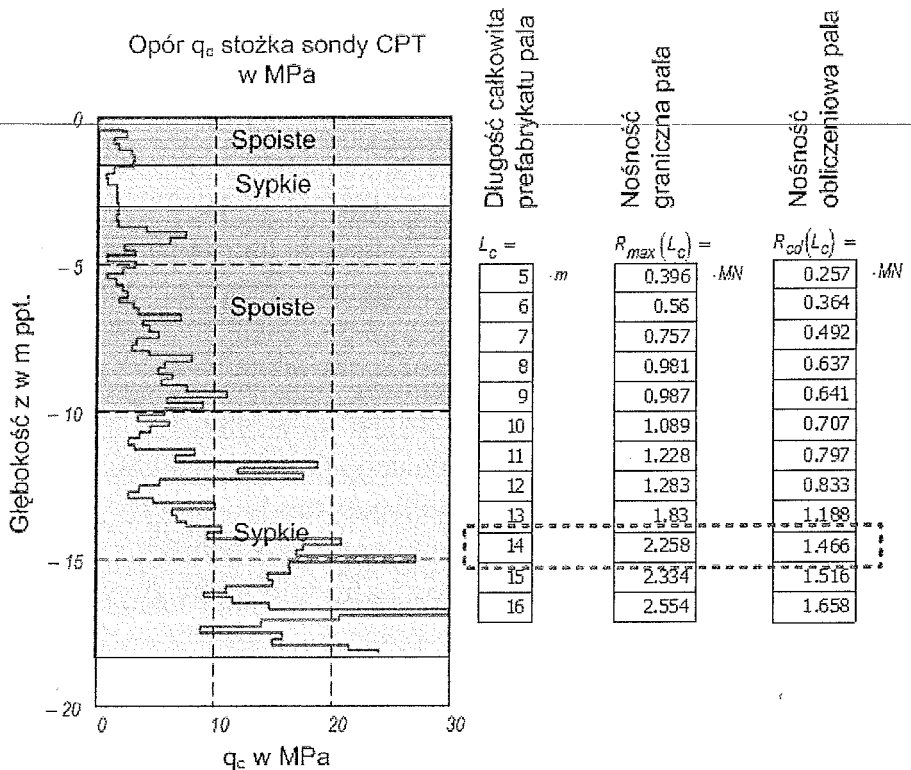 Opór qc stożka sondy CPT
w MPa
0
Spoiste
Sypkie
– 5
Spoiste
– 10
Sypkie
– 15
– 20
0
10
20
30
qc w MPa
Głębokość z w m ppt.
Długość całkowita
prefabrykatu pala
Nośność
graniczna pala
Nośność
obliczeniowa pala
Lc =
Rmax(Lc) =
Rcd(Lc) =
5 ·m 0.396 ·MN 0.257 ·MN
6 0.56 0.364
7 0.757 0.492
8 0.981 0.637
9 0.987 0.641
10 1.089 0.707
11 1.228 0.797
12 1.283 0.833
13 1.83 1.188
14 2.258 1.466
15 2.334 1.516
16 2.554 1.658